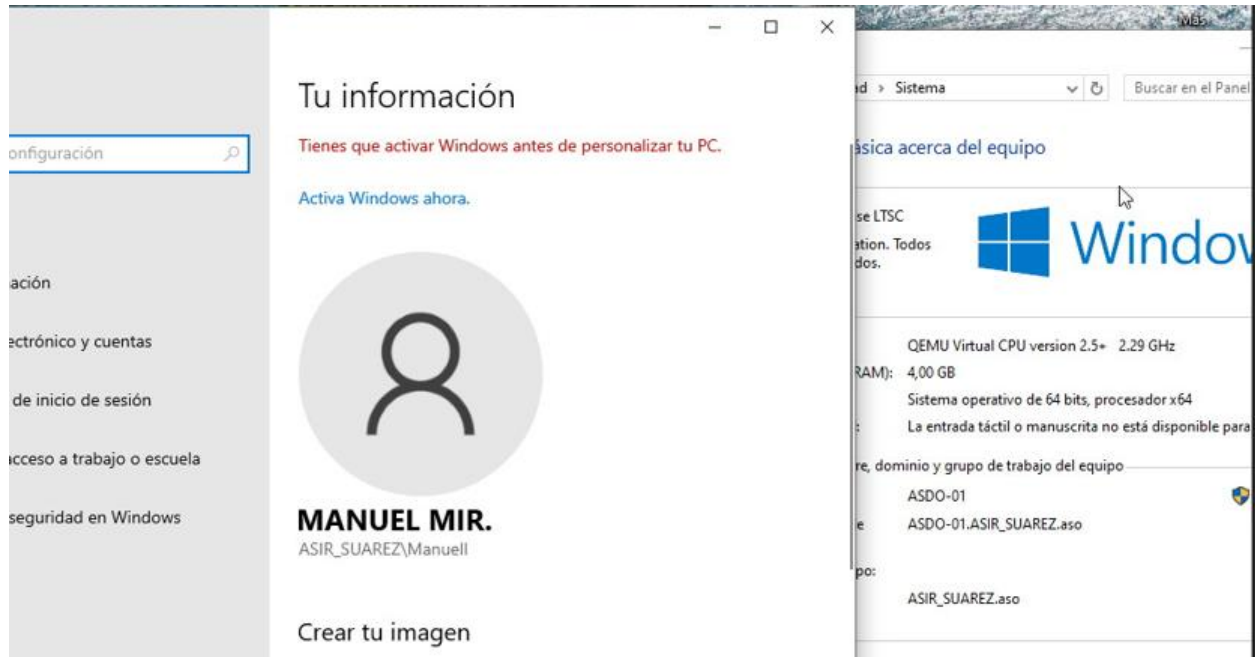 Más
Tu información
Tienes que activar Windows antes de personalizar tu PC.
onfiguración
Activa Windows ahora.
ación
ectrónico y cuentas
de inicio de sesión
acceso a trabajo o escuela
seguridad en Windows
MANUEL MIR.
ASIR_SUAREZ\Manuell
Crear tu imagen
ad > Sistema
Buscar en el Panel
ásica acerca del equipo
se LTSC
ation. Todos
dos.
Window
QEMU Virtual CPU version 2.5+ 2.29 GHz
RAM): 4,00 GB
Sistema operativo de 64 bits, procesador x64
: La entrada táctil o manuscrita no está disponible para
re, dominio y grupo de trabajo del equipo
ASDO-01
e ASDO-01.ASIR_SUAREZ.aso
po:
ASIR_SUAREZ.aso